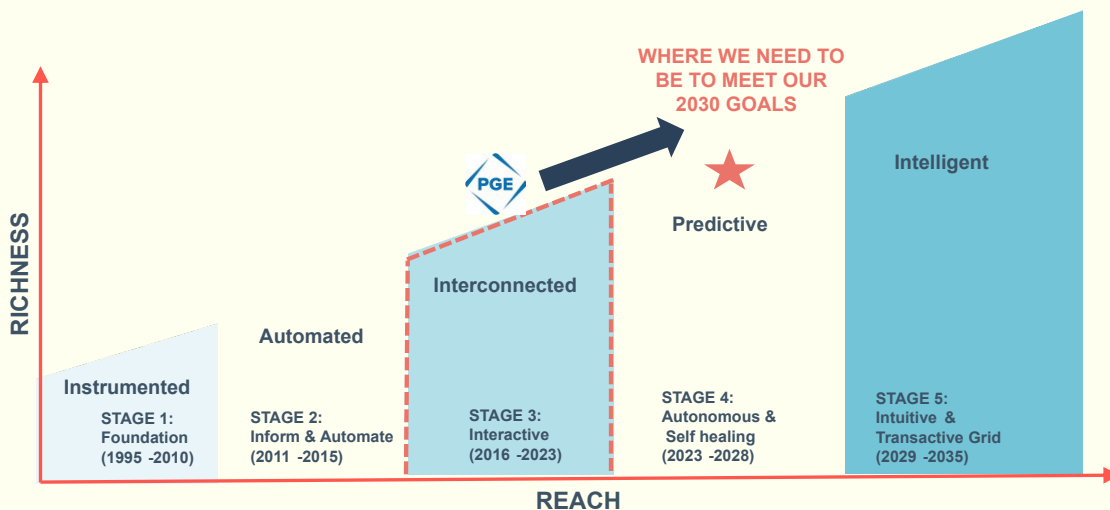 WHERE WE NEED TO
BE TO MEET OUR
2030 GOALS
PGE
Intelligent
Predictive
Interconnected
Automated
Instrumented
RICHNESS
STAGE 1:
Foundation
(1995 -2010)
STAGE 2:
Inform & Automate
(2011 -2015)
STAGE 3:
Interactive
(2016 -2023)
STAGE 4:
Autonomous &
Self healing
(2023 -2028)
STAGE 5:
Intuitive &
Transactive Grid
(2029 -2035)
REACH